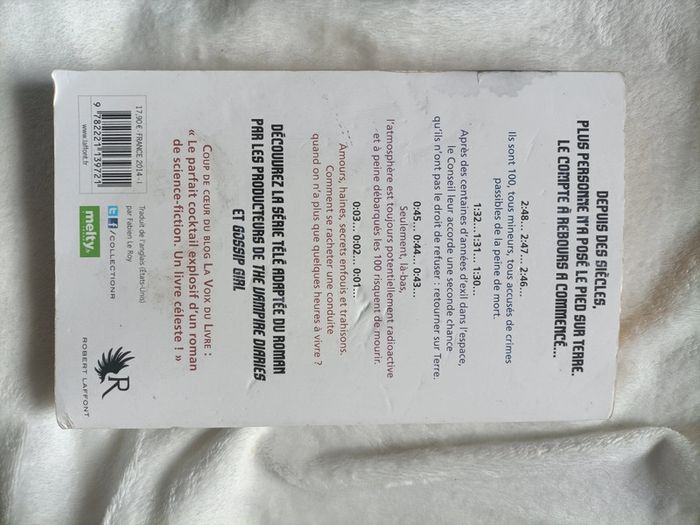 DEPUIS DES SIÈCLES,
PLUS PERSONNE N'A POSÉ LE PIED SUR TERRE.
LE COMPTE À REBOURS A COMMENCÉ...
2:48... 2:47... 2:46...
Ils sont 100, tous mineurs, tous accusés de crimes
passibles de la peine de mort.
1:32... 1:31... 1:30...
Après des centaines d'années d'exil dans l'espace,
le Conseil leur accorde une seconde chance
qu'ils n'ont pas le droit de refuser : retourner sur Terre.
0:45... 0:44... 0:43...
Seulement, là-bas,
l'atmosphère est toujours potentiellement radioactive
et à peine débarqués les 100 risquent de mourir.
0:03... 0:02... 0:01...
Amours, haines, secrets enfouis et trahisons.
Comment se racheter une conduite
quand on n'a plus que quelques heures à vivre ?
DÉCOUVREZ LA SÉRIE TÉLÉ ADAPTÉE DU ROMAN
PAR LES PRODUCTEURS DE THE VAMPIRE DIARIES
ET GOSSIP GIRL
COUP DE CŒUR DU BLOG LA VOIX DU LIVRE :
« Le parfait cocktail explosif d'un roman
de science-fiction. Un livre céleste ! »
Traduit de l'anglais (États-Unis)
par Fabien Le Roy
17,90 € FRANCE 2014-I
9 782221 139721
www.laffont.fr
melty.
f/COLLECTIONR
R
ROBERT LAFFONT